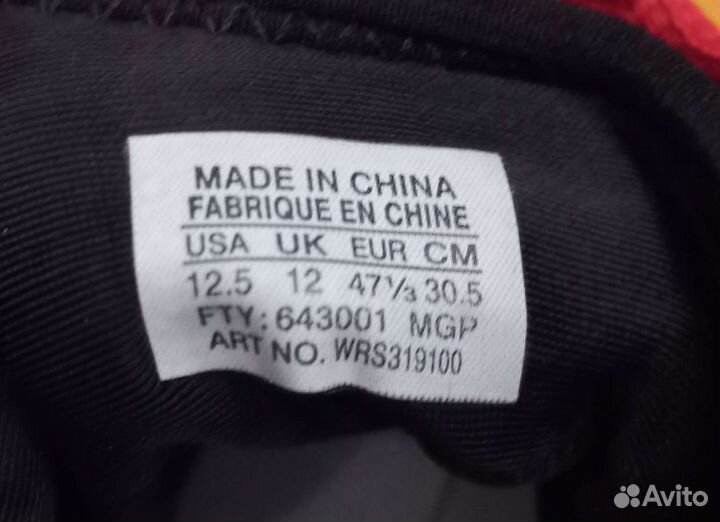 MADE IN CHINA
FABRIQUE EN CHINE
USA UK EUR CM
12.5 12 47⅓ 30.5
FTY: 643001 MGP
ART NO. WRS319100
Avito